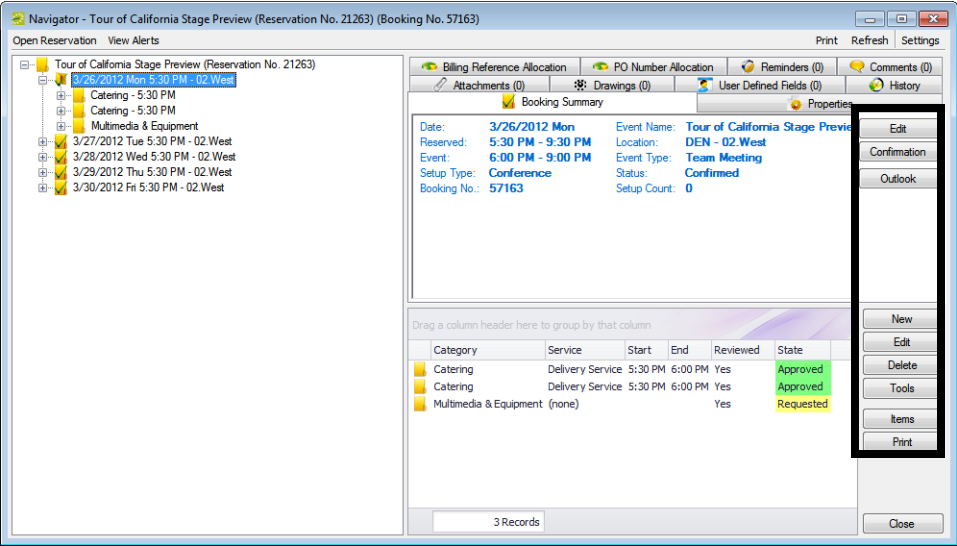 Navigator - Tour of California Stage Preview (Reservation No. 21263) (Booking No. 57163)
Open Reservation View Alerts Print Refresh Settings
Tour of California Stage Preview (Reservation No. 21263)
3/26/2012 Mon 5:30 PM - 02.West
Catering - 5:30 PM
Catering - 5:30 PM
Multimedia & Equipment
3/27/2012 Tue 5:30 PM - 02.West
3/28/2012 Wed 5:30 PM - 02.West
3/29/2012 Thu 5:30 PM - 02.West
3/30/2012 Fri 5:30 PM - 02.West
Billing Reference Allocation PO Number Allocation Reminders (0) Comments (0)
Attachments (0) Drawings (0) User Defined Fields (0) History
Booking Summary Properties
Date: 3/26/2012 Mon Event Name: Tour of California Stage Previe
Reserved: 5:30 PM - 9:30 PM Location: DEN - 02.West
Event: 6:00 PM - 9:00 PM Event Type: Team Meeting
Setup Type: Conference Status: Confirmed
Booking No.: 57163 Setup Count: 0
Edit
Confirmation
Outlook
Drag a column header here to group by that column
Category Service Start End Reviewed State
Catering Delivery Service 5:30 PM 6:00 PM Yes Approved
Catering Delivery Service 5:30 PM 6:00 PM Yes Approved
Multimedia & Equipment (none) Yes Requested
New
Edit
Delete
Tools
Items
Print
3 Records
Close